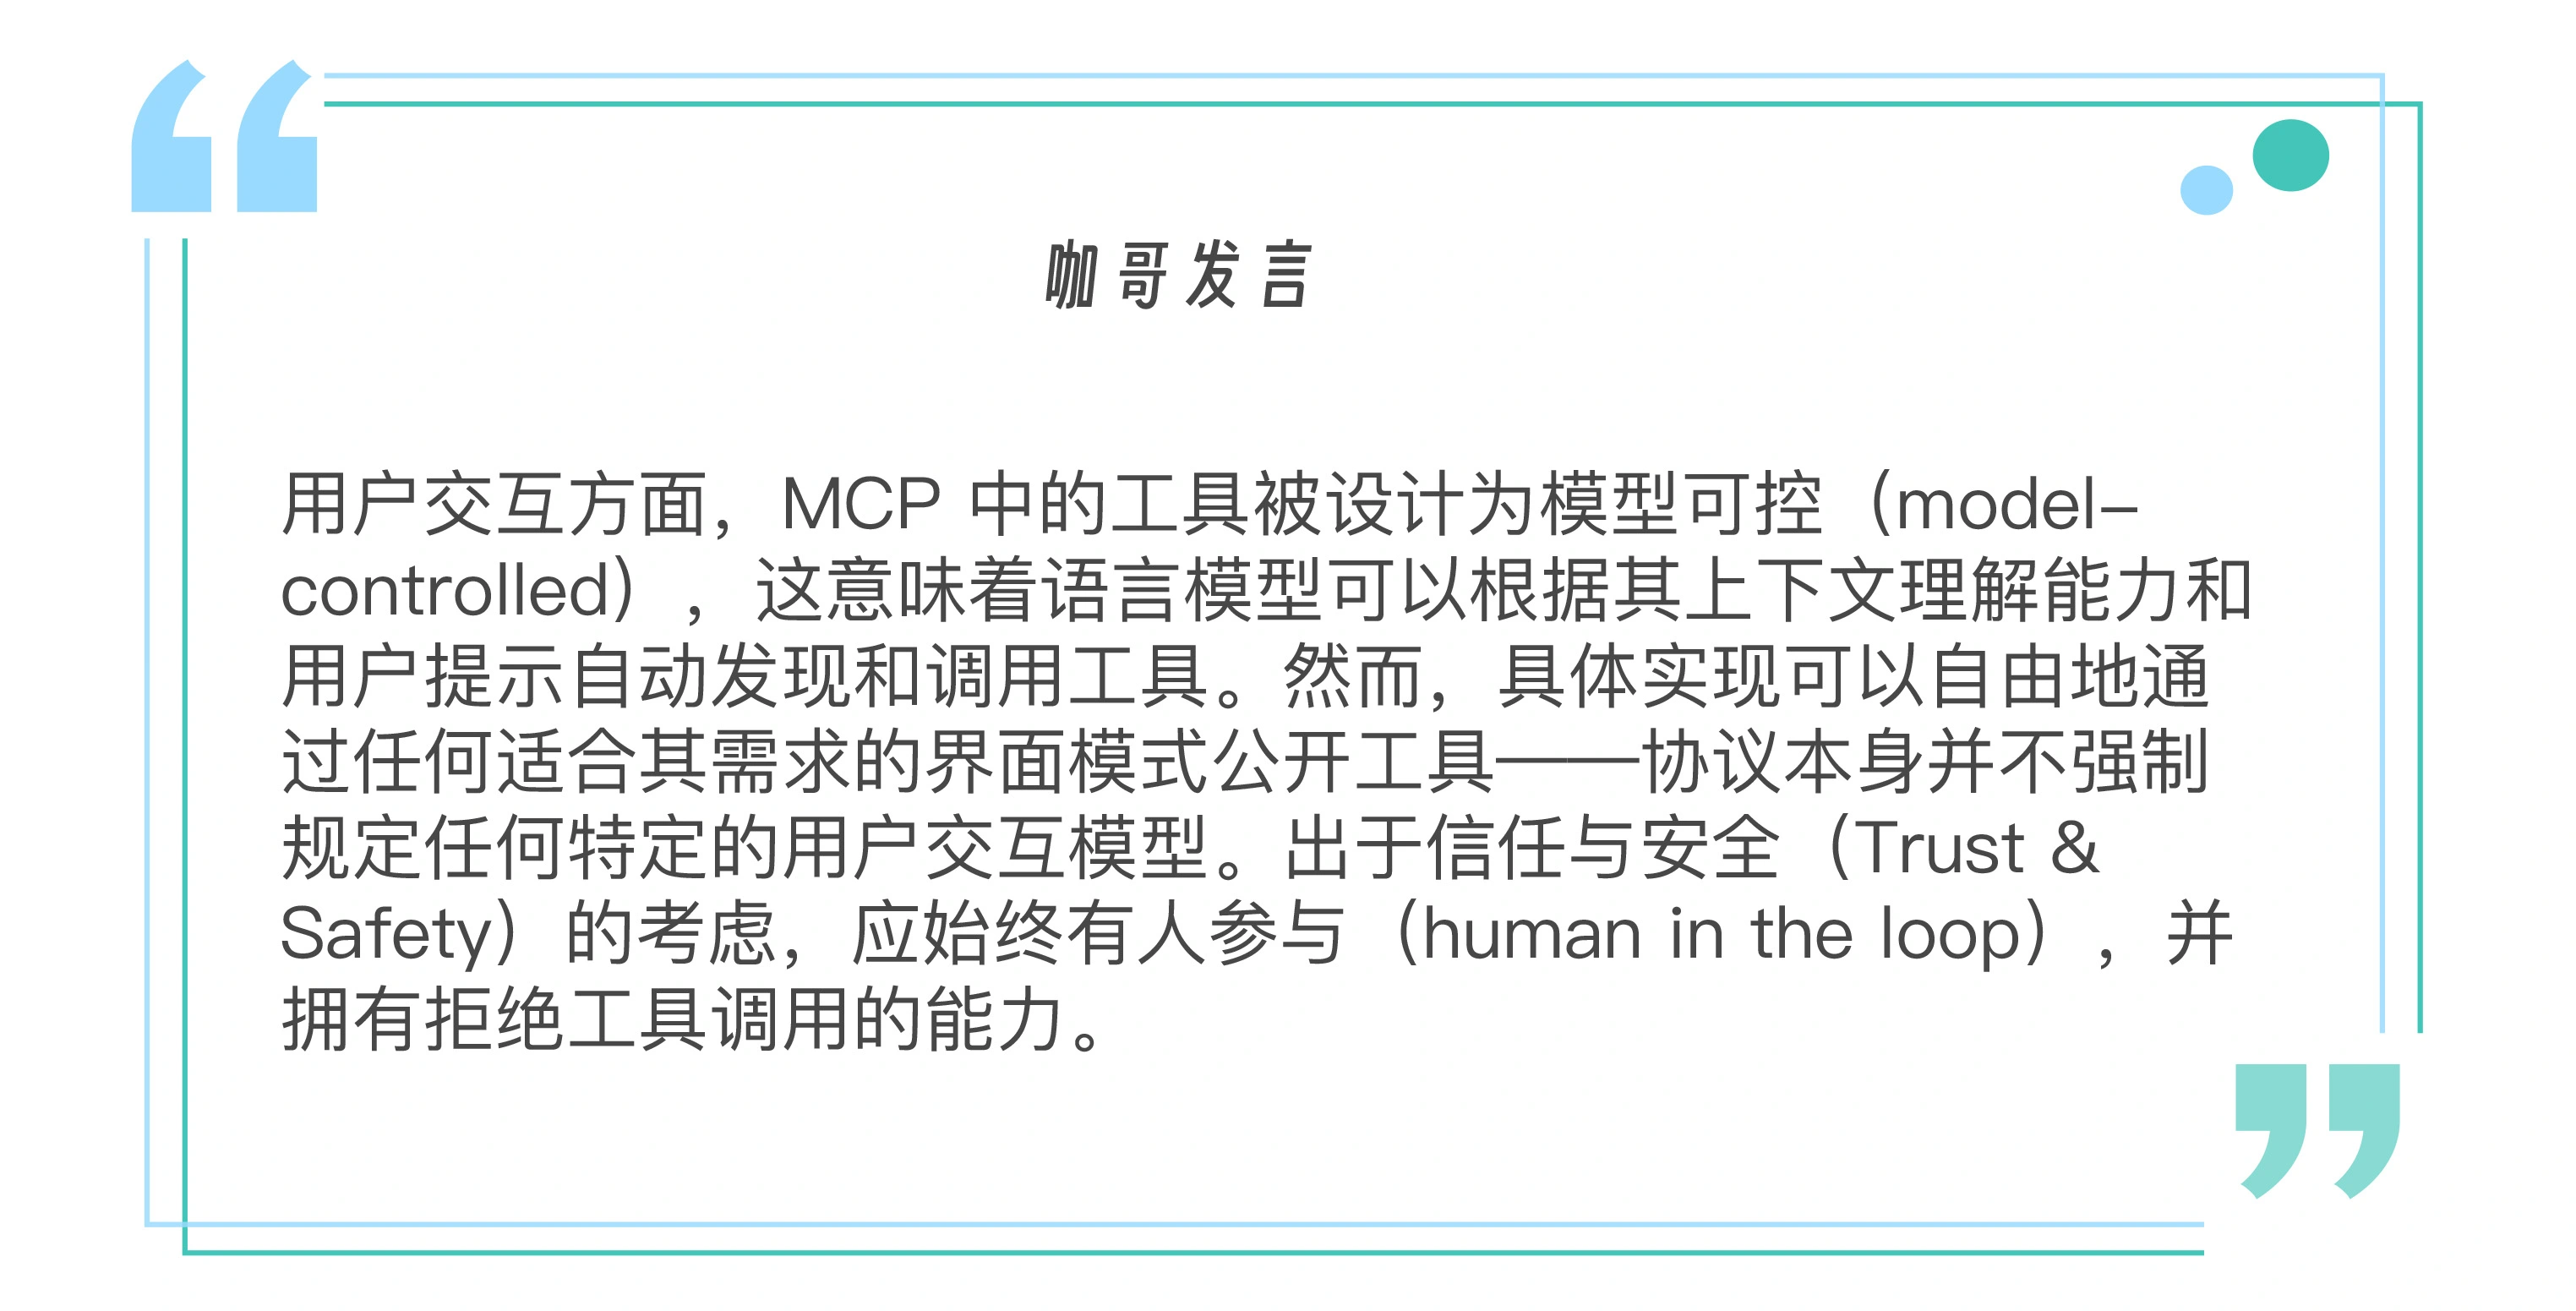 咖哥发言
用户交互方面，MCP 中的工具被设计为模型可控（model-
controlled），这意味着语言模型可以根据其上下文理解能力和
用户提示自动发现和调用工具。然而，具体实现可以自由地通
过任何适合其需求的界面模式公开工具——协议本身并不强制
规定任何特定的用户交互模型。出于信任与安全（Trust &
Safety）的考虑，应始终有人参与（human in the loop），并
拥有拒绝工具调用的能力。